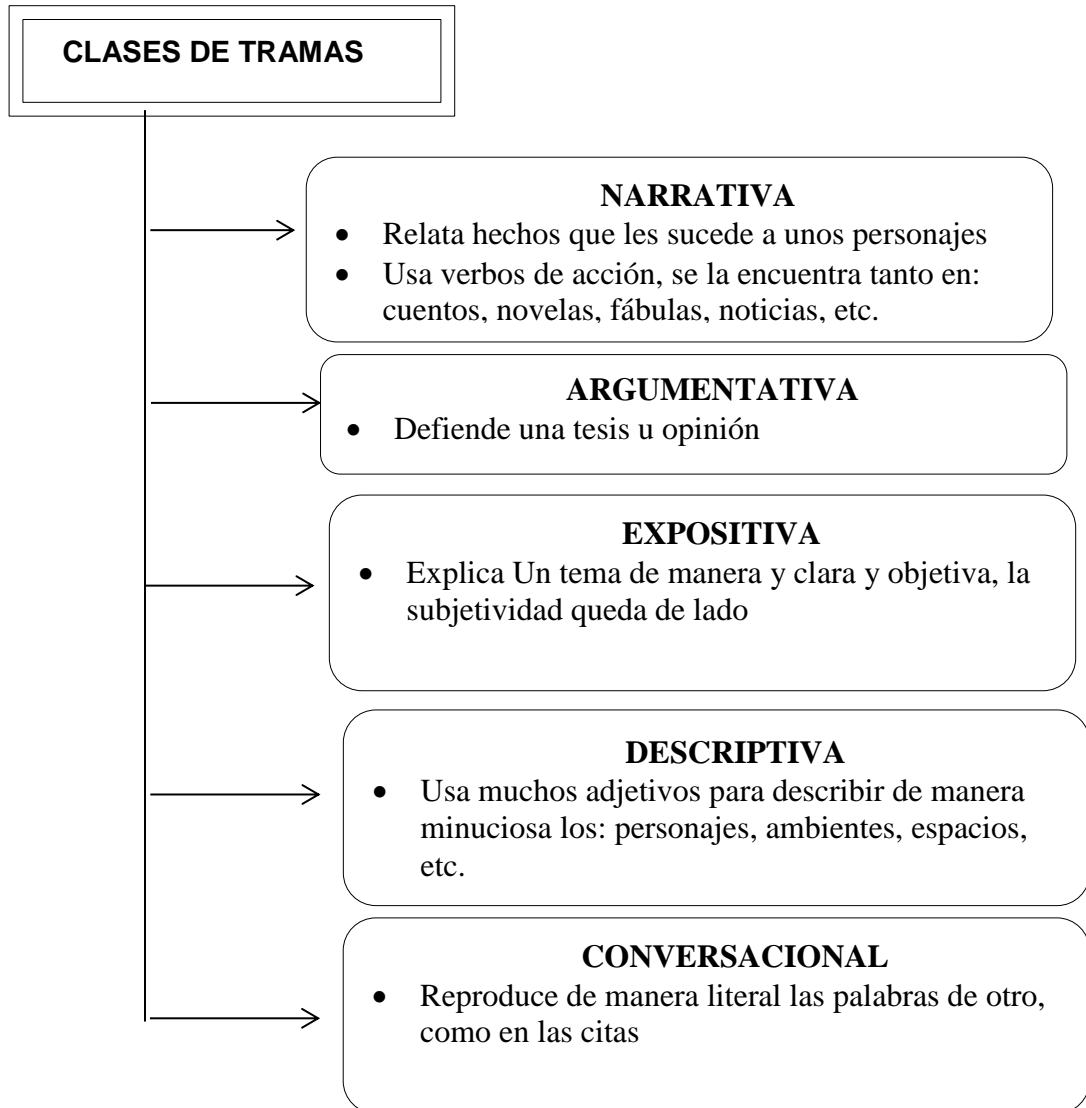 CLASES DE TRAMAS
NARRATIVA
• Relata hechos que les sucede a unos personajes
• Usa verbos de acción, se la encuentra tanto en:
cuentos, novelas, fábulas, noticias, etc.
ARGUMENTATIVA
• Defiende una tesis u opinión
EXPOSITIVA
• Explica Un tema de manera y clara y objetiva, la
subjetividad queda de lado
DESCRIPTIVA
• Usa muchos adjetivos para describir de manera
minuciosa los: personajes, ambientes, espacios,
etc.
CONVERSACIONAL
• Reproduce de manera literal las palabras de otro,
como en las citas